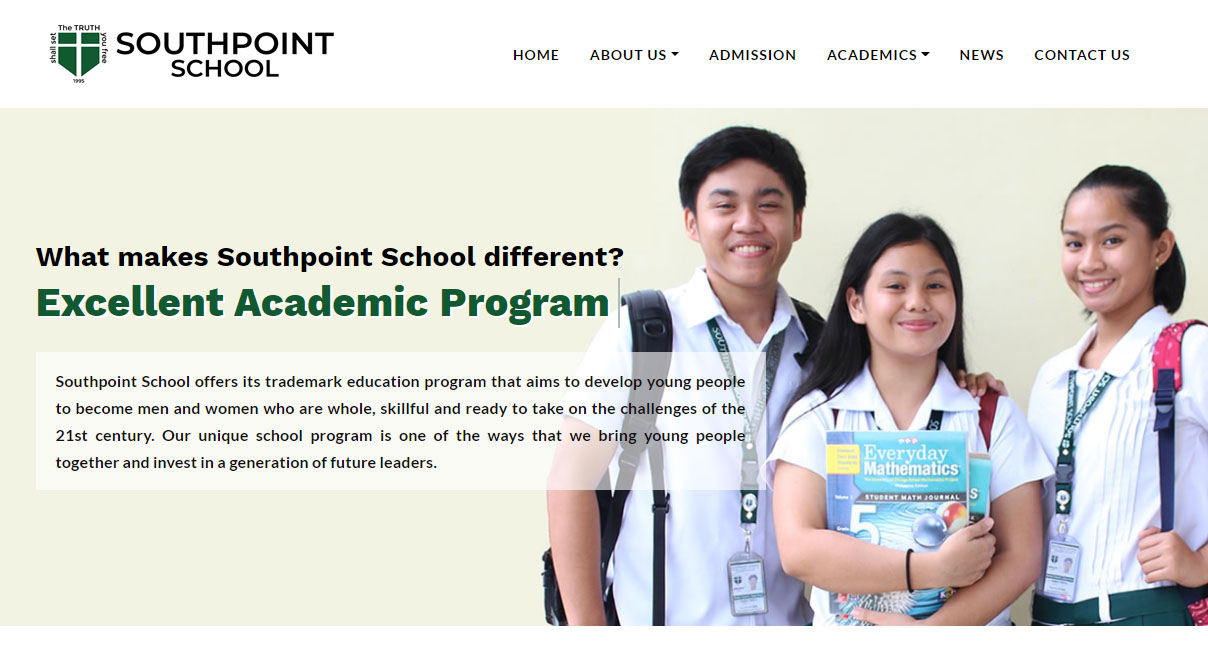 The TRUTH
shall set
you free
1995
SOUTHPOINT
SCHOOL
HOME ABOUT US ADMISSION ACADEMICS NEWS CONTACT US
What makes Southpoint School different?
Excellent Academic Program
Southpoint School offers its trademark education program that aims to develop young people
to become men and women who are whole, skillful and ready to take on the challenges of the
21st century. Our unique school program is one of the ways that we bring young people
together and invest in a generation of future leaders.
Everyday
Mathematics
STUDENT MATH JOURNAL
Volume
5
Grade
S